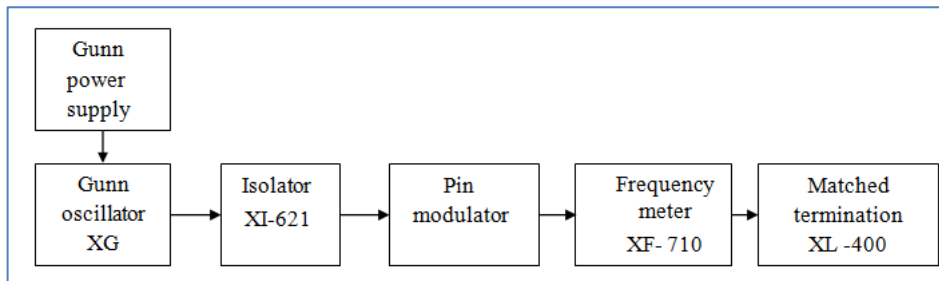 Gunn
power
supply
Gunn
oscillator
XG
Isolator
XI-621
Pin
modulator
Frequency
meter
XF- 710
Matched
termination
XL -400